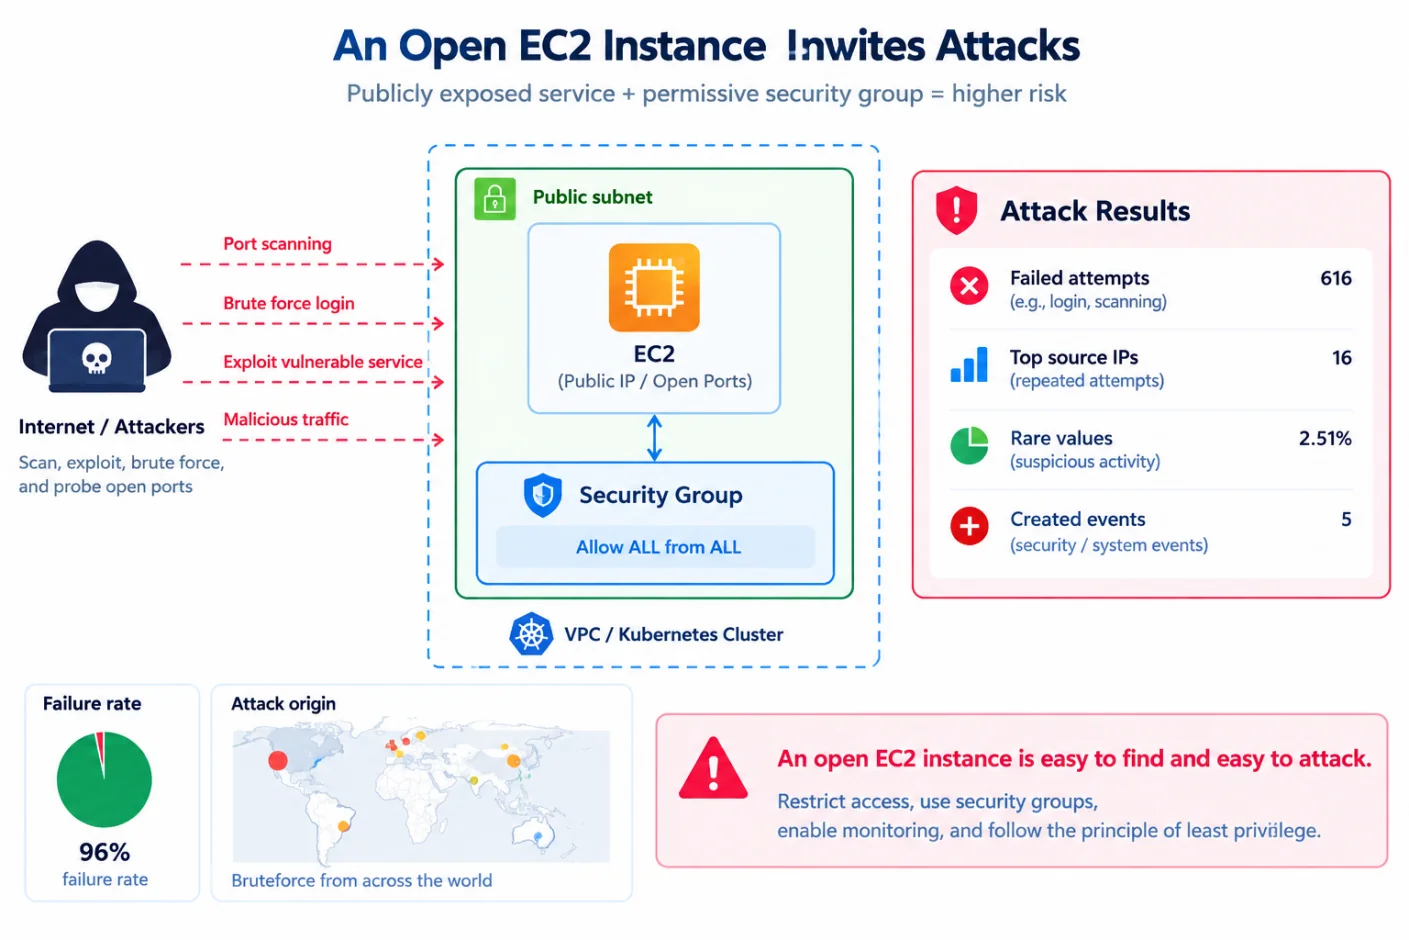 An Open EC2 Instance Invites Attacks
Publicly exposed service + permissive security group = higher risk
Port scanning
Brute force login
Exploit vulnerable service
Malicious traffic
Internet / Attackers
Scan, exploit, brute force,
and probe open ports
Public subnet
EC2
(Public IP / Open Ports)
Security Group
Allow ALL from ALL
VPC / Kubernetes Cluster
Attack Results
Failed attempts 616
(e.g., login, scanning)
Top source IPs 16
(repeated attempts)
Rare values 2.51%
(suspicious activity)
Created events 5
(security / system events)
Failure rate
96%
failure rate
Attack origin
Bruteforce from across the world
An open EC2 instance is easy to find and easy to attack.
Restrict access, use security groups,
enable monitoring, and follow the principle of least privilege.